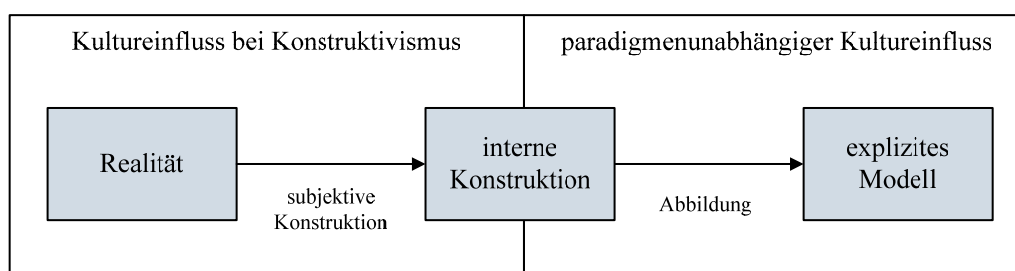 Kultureinfluss bei Konstruktivismus
paradigmenunabhängiger Kultureinfluss
Realität
subjektive
Konstruktion
interne
Konstruktion
Abbildung
explizites
Modell